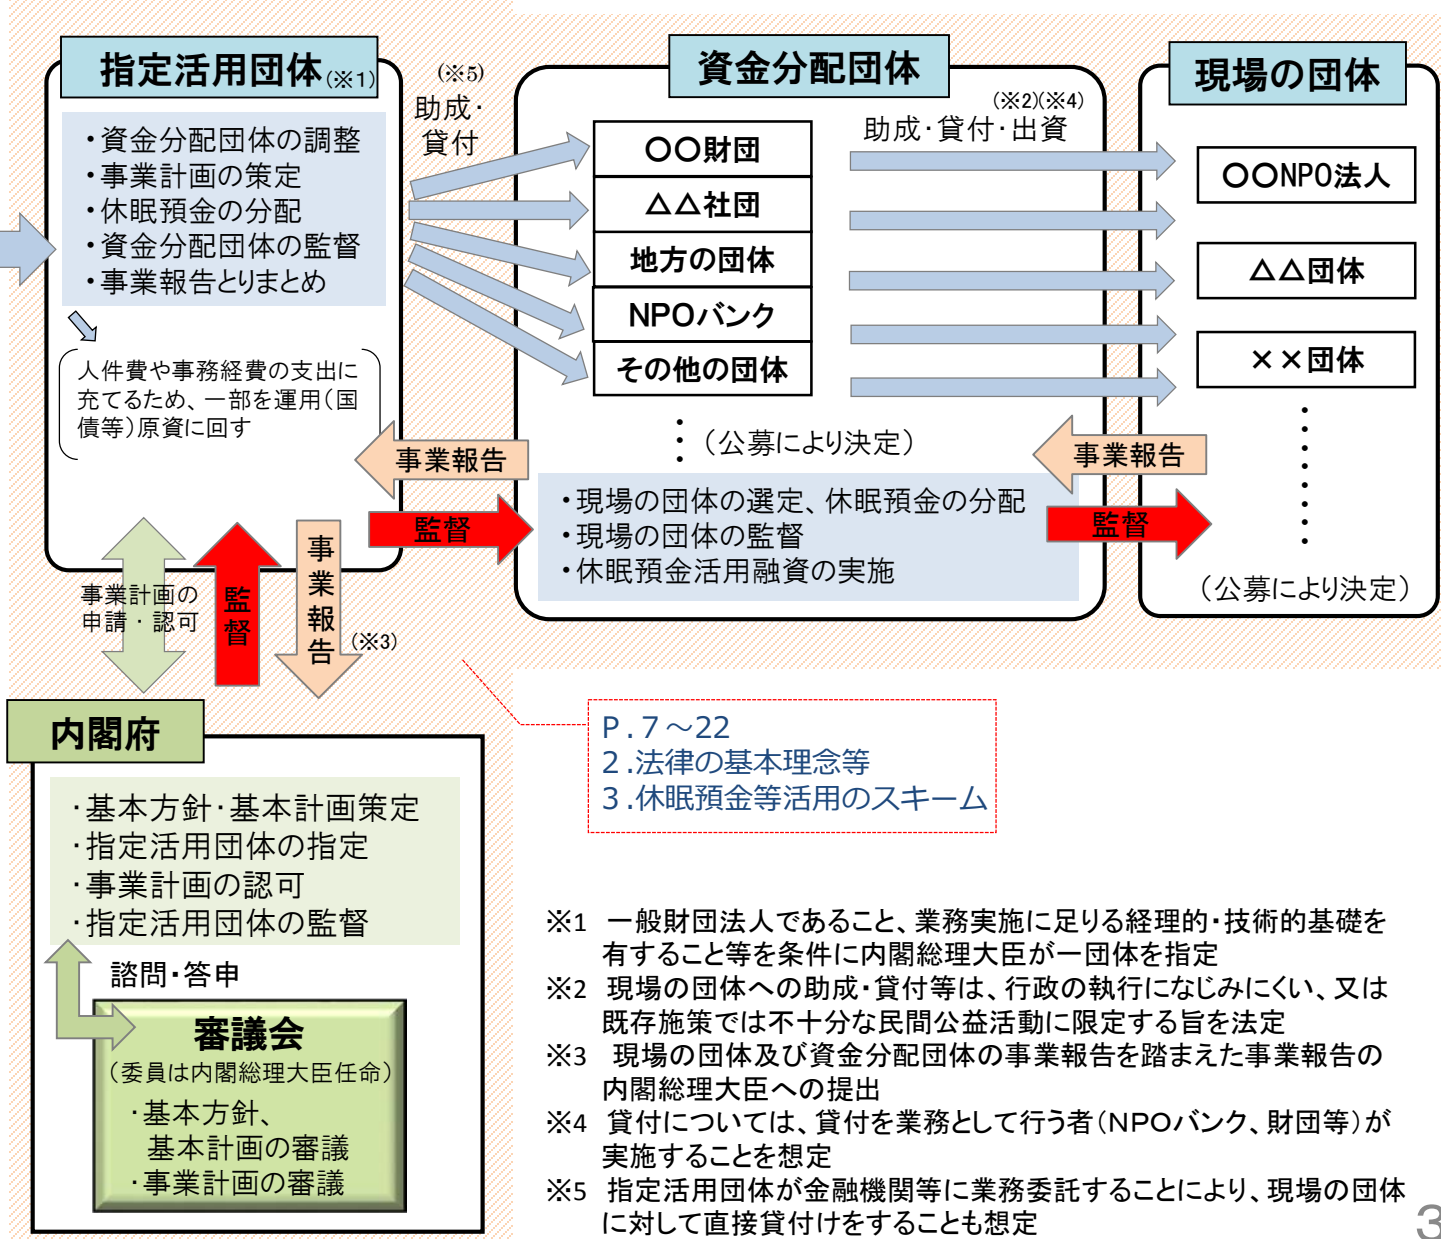 指定活用団体(※1)
・資金分配団体の調整
・事業計画の策定
・休眠預金の分配
・資金分配団体の監督
・事業報告とりまとめ
人件費や事務経費の支出に
充てるため、一部を運用(国
債等)原資に回す
(※5)
助成・
貸付
資金分配団体
(※2)(※4)
助成・貸付・出資
〇〇財団
△△社団
地方の団体
NPOバンク
その他の団体
(公募により決定)
・現場の団体の選定、休眠預金の分配
・現場の団体の監督
・休眠預金活用融資の実施
現場の団体
〇〇NPO法人
△△団体
××団体
(公募により決定)
事業報告
監督
事業報告
監督
事業計画の
申請・認可
監督
事業報告
(※3)
内閣府
・基本方針・基本計画策定
・指定活用団体の指定
・事業計画の認可
・指定活用団体の監督
諮問・答申
審議会
(委員は内閣総理大臣任命)
・基本方針、
基本計画の審議
・事業計画の審議
P.7~22
2.法律の基本理念等
3.休眠預金等活用のスキーム
※1 一般財団法人であること、業務実施に足りる経理的・技術的基礎を
有すること等を条件に内閣総理大臣が一団体を指定
※2 現場の団体への助成・貸付等は、行政の執行になじみにくい、又は
既存施策では不十分な民間公益活動に限定する旨を法定
※3 現場の団体及び資金分配団体の事業報告を踏まえた事業報告の
内閣総理大臣への提出
※4 貸付については、貸付を業務として行う者(NPOバンク、財団等)が
実施することを想定
※5 指定活用団体が金融機関等に業務委託することにより、現場の団体
に対して直接貸付けをすることも想定
3